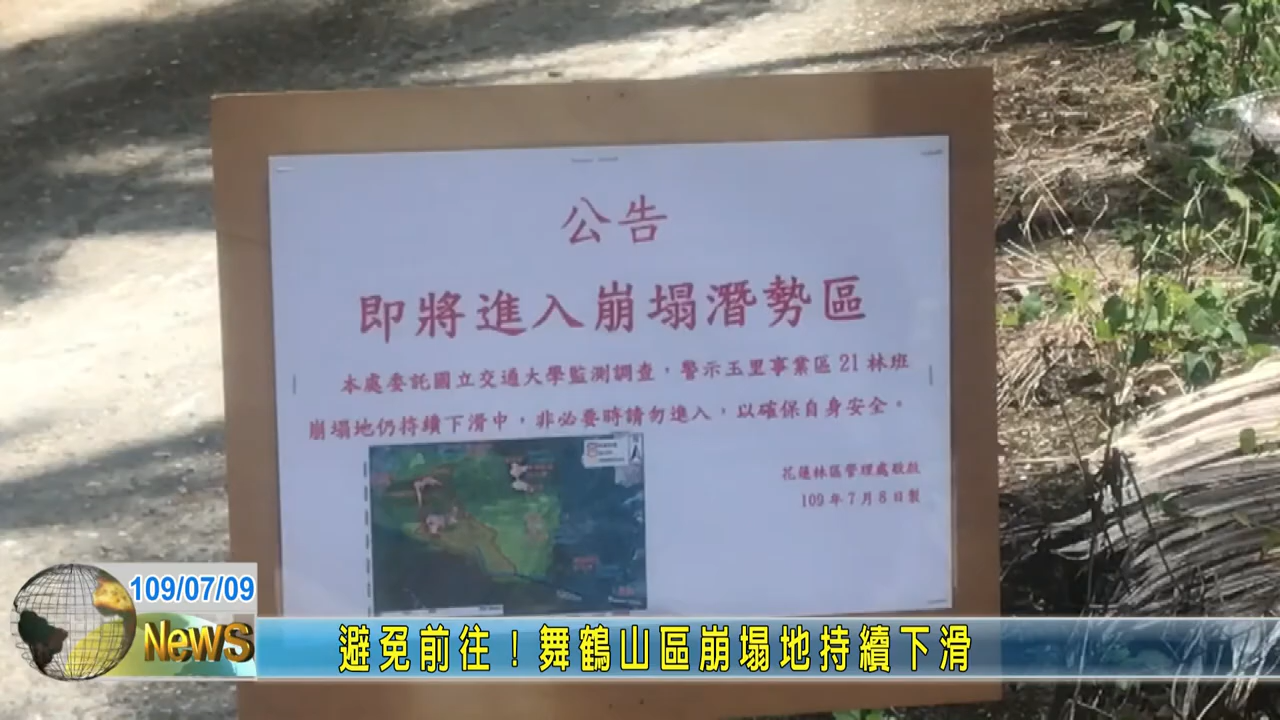 公告
即將進入崩塌潛勢區
本處委託國立交通大學監測調查，警示玉里事業區21林班
崩塌地仍持續下滑中，非必要時請勿進入，以確保自身安全。
花蓮林區管理處敬啟
109年7月8日製
109/07/09
News
避免前往！舞鶴山區崩塌地持續下滑